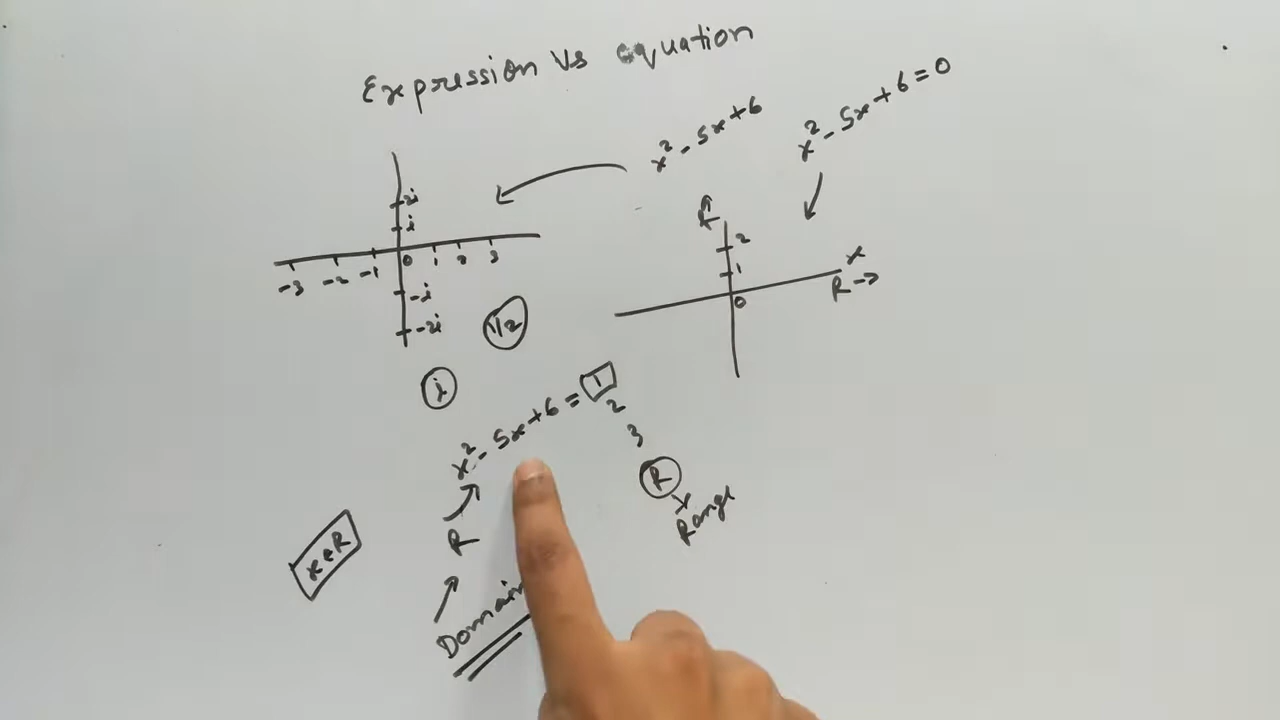 Expression Vs equation
x² - 5x + 6
x² - 5x + 6 = 0
2i
i
-3 -2 -1 0 1 2 3
-i
-2i
R
2
1
0
x
R →
1/2
i
x² - 5x + 6 = 1
2
3
R
Range
x ∈ R
R
Domain